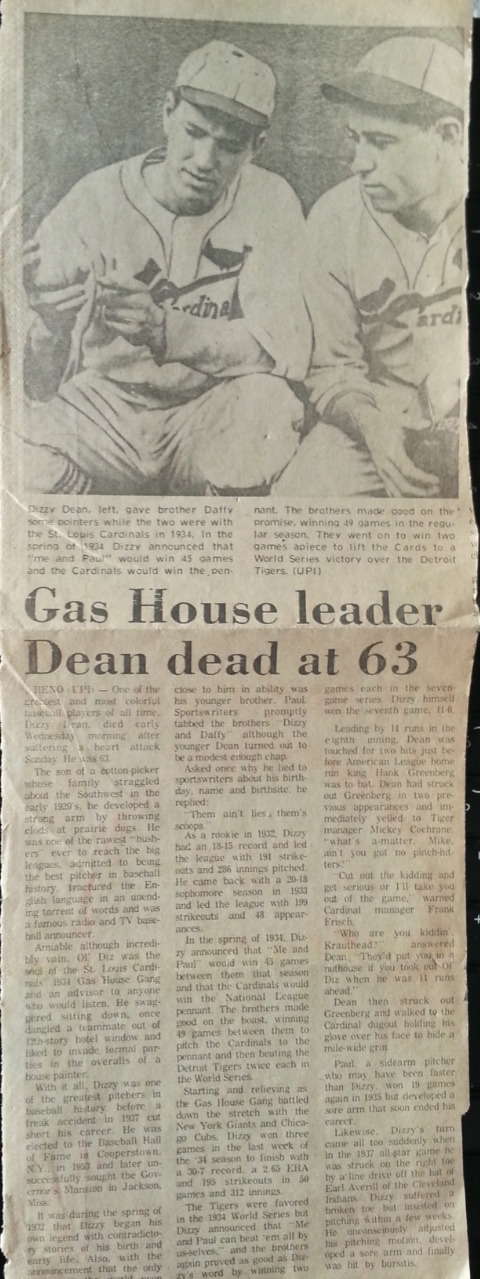 ardina
ardi
Dizzy Dean, left, gave brother Daffy
some pointers while the two were with
the St. Louis Cardinals in 1934. In the
spring of 1934 Dizzy announced that
"me and Paul" would win 45 games
and the Cardinals would win the pen-
nant. The brothers made good on the
promise, winning 49 games in the regu-
lar season. They went on to win two
games apiece to lift the Cards to a
World Series victory over the Detroit
Tigers. (UPI)
Gas House leader
Dean dead at 63
RENO (UPI) — One of the
greatest and most colorful
baseball players of all time,
Dizzy Dean, died early
Wednesday morning after
suffering a heart attack
Sunday. He was 63.
The son of a cotton-picker
whose family straggled
about the Southwest in the
early 1920's, he developed a
strong arm by throwing
clods at prairie dogs. He
was one of the rawest "bush-
ers" ever to reach the big
leagues, admitted to being
the best pitcher in baseball
history, fractured the En-
glish language in an unend-
ing torrent of words and was
a famous radio and TV base-
ball announcer.
Amiable although incredi-
bly vain, Ol' Diz was the
soul of the St. Louis Cardi-
nals 1934 Gas House Gang
and an advisor to anyone
who would listen. He swag-
gered sitting down, once
dangled a teammate out of
12th-story hotel window and
liked to invade formal par-
ties in the overalls of a
house painter.
With it all, Dizzy was one
of the greatest pitchers in
baseball history before a
freak accident in 1937 cut
short his career. He was
elected to the Baseball Hall
of Fame in Cooperstown,
N.Y. in 1953 and later un-
successfully sought the Gov-
ernor's Mansion in Jackson,
Miss.
It was during the spring of
1932 that Dizzy began his
own legend with contradicto-
ry stories of his birth and
early life. Also, with the
announcement that the only
close to him in ability was
his younger brother, Paul.
Sportswriters promptly
tabbed the brothers "Dizzy
and Daffy" although the
younger Dean turned out to
be a modest enough chap.
Asked once why he lied to
sportswriters about his birth-
day, name and birthsite, he
replied:
"Them ain't lies, them's
scoops."
As a rookie in 1932, Dizzy
had an 18-15 record and led
the league with 191 strike-
outs and 286 innings pitched.
He came back with a 20-18
sophomore season in 1933
and led the league with 199
strikeouts and 48 appear-
ances.
In the spring of 1934, Diz-
zy announced that "Me and
Paul" would win 45 games
between them that season
and that the Cardinals would
win the National League
pennant. The brothers made
good on the boast, winning
49 games between them to
pitch the Cardinals to the
pennant and then beating the
Detroit Tigers twice each in
the World Series.
Starting and relieving as
the Gas House Gang battled
down the stretch with the
New York Giants and Chica-
go Cubs, Dizzy won three
games in the last week of
the '34 season to finish with
a 30-7 record, a 2.65 ERA
and 195 strikeouts in 50
games and 312 innings.
The Tigers were favored
in the 1934 World Series but
Dizzy announced that "Me
and Paul can beat 'em all by
us-selves," and the brothers
again proved as good as Diz-
zy's word by winning two
games each in the seven-
game series. Dizzy himself
won the seventh game, 11-0.
Leading by 11 runs in the
eighth inning, Dean was
touched for two hits just be-
fore American League home
run king Hank Greenberg
was to bat. Dean had struck
out Greenberg in two pre-
vious appearances and im-
mediately yelled to Tiger
manager Mickey Cochrane,
"what's a-matter, Mike,
ain't you got no pinch-hit-
ters?"
"Cut out the kidding and
get serious or I'll take you
out of the game," warned
Cardinal manager Frank
Frisch.
"Who are you kiddin',
Krauthead?" answered
Dean, "They'd put you in a
nuthouse if you took out Ol'
Diz when he was 11 runs
ahead."
Dean then struck out
Greenberg and walked to the
Cardinal dugout holding his
glove over his face to hide a
mile-wide grin.
Paul, a sidearm pitcher
who may have been faster
than Dizzy, won 19 games
again in 1935 but developed a
sore arm that soon ended his
career.
Likewise, Dizzy's turn
came all too suddenly when
in the 1937 all-star game he
was struck on the right toe
by a line drive off the bat of
Earl Averill of the Cleveland
Indians. Dizzy suffered a
broken toe but insisted on
pitching within a few weeks.
He unconsciously adjusted
his pitching motion, devel-
oped a sore arm and finally
was hit by bursitis.